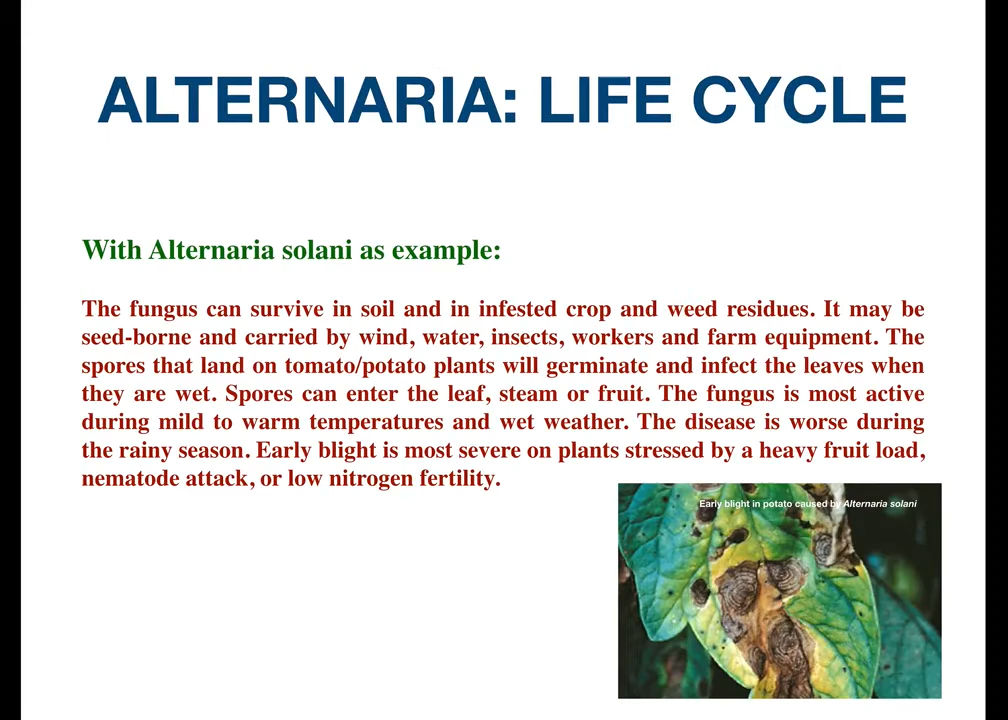 ALTERNARIA: LIFE CYCLE
With Alternaria solani as example:
The fungus can survive in soil and in infested crop and weed residues. It may be
seed-borne and carried by wind, water, insects, workers and farm equipment. The
spores that land on tomato/potato plants will germinate and infect the leaves when
they are wet. Spores can enter the leaf, steam or fruit. The fungus is most active
during mild to warm temperatures and wet weather. The disease is worse during
the rainy season. Early blight is most severe on plants stressed by a heavy fruit load,
nematode attack, or low nitrogen fertility.
Early blight in potato caused by Alternaria solani